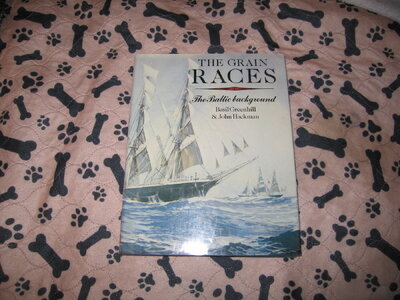 THE GRAIN
RACES
The Baltic background
Basil Greenhill
& John Hackman